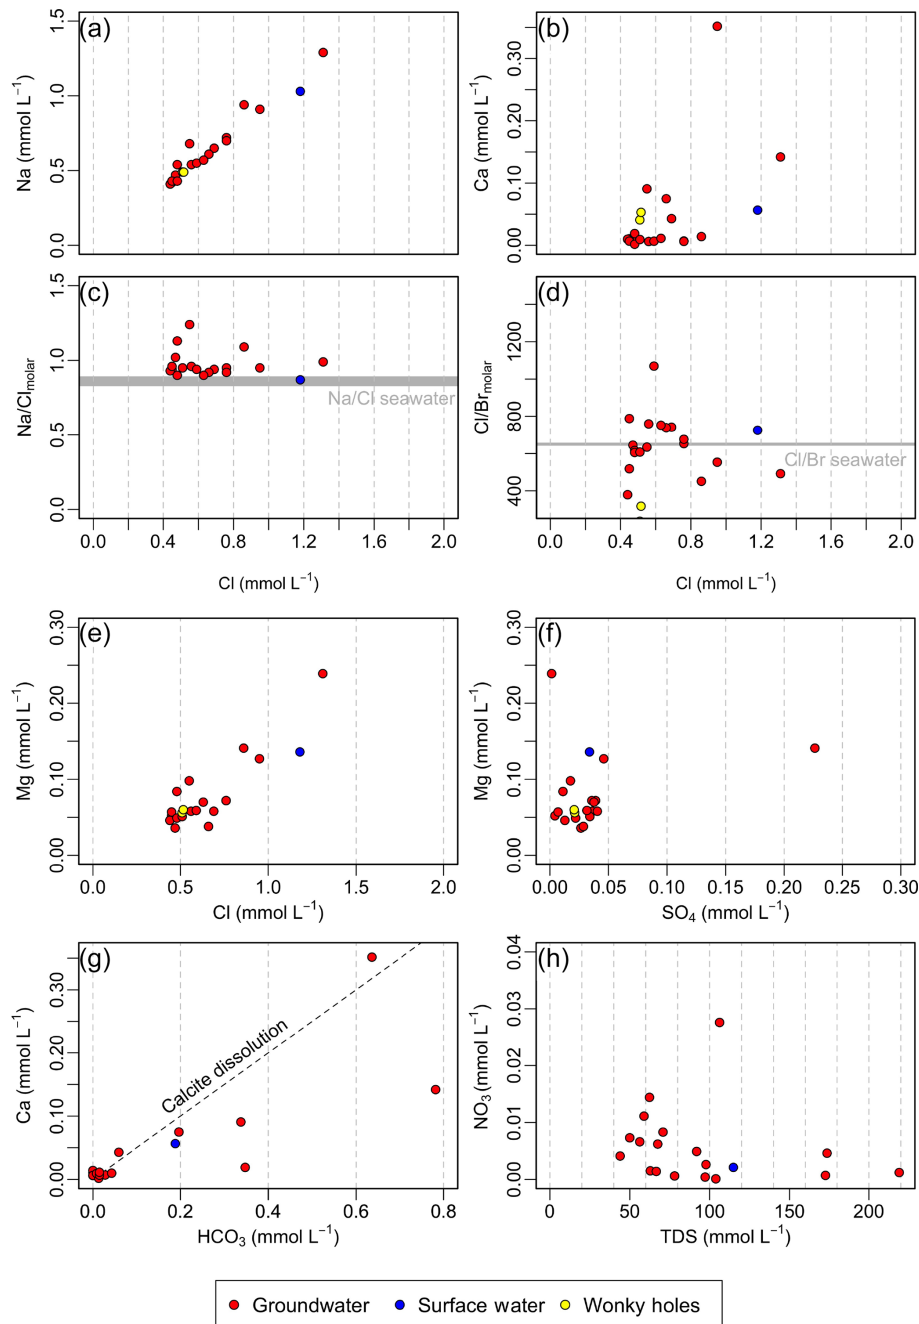 (a)
Na (mmol L⁻¹)
0.0 0.5 1.0 1.5
(b)
Ca (mmol L⁻¹)
0.00 0.10 0.20 0.30
(c)
Na/Cl molar
0.0 0.5 1.0 1.5
Na/Cl seawater
0.0 0.4 0.8 1.2 1.6 2.0
Cl (mmol L⁻¹)
(d)
Cl/Br molar
400 800 1200
Cl/Br seawater
0.0 0.4 0.8 1.2 1.6 2.0
Cl (mmol L⁻¹)
(e)
Mg (mmol L⁻¹)
0.00 0.10 0.20 0.30
0.0 0.5 1.0 1.5 2.0
Cl (mmol L⁻¹)
(f)
Mg (mmol L⁻¹)
0.00 0.10 0.20 0.30
0.00 0.05 0.10 0.15 0.20 0.25 0.30
SO₄ (mmol L⁻¹)
(g)
Ca (mmol L⁻¹)
0.00 0.10 0.20 0.30
Calcite dissolution
0.0 0.2 0.4 0.6 0.8
HCO₃ (mmol L⁻¹)
(h)
NO₃ (mmol L⁻¹)
0.00 0.01 0.02 0.03 0.04
0 50 100 150 200
TDS (mmol L⁻¹)
Groundwater Surface water Wonky holes